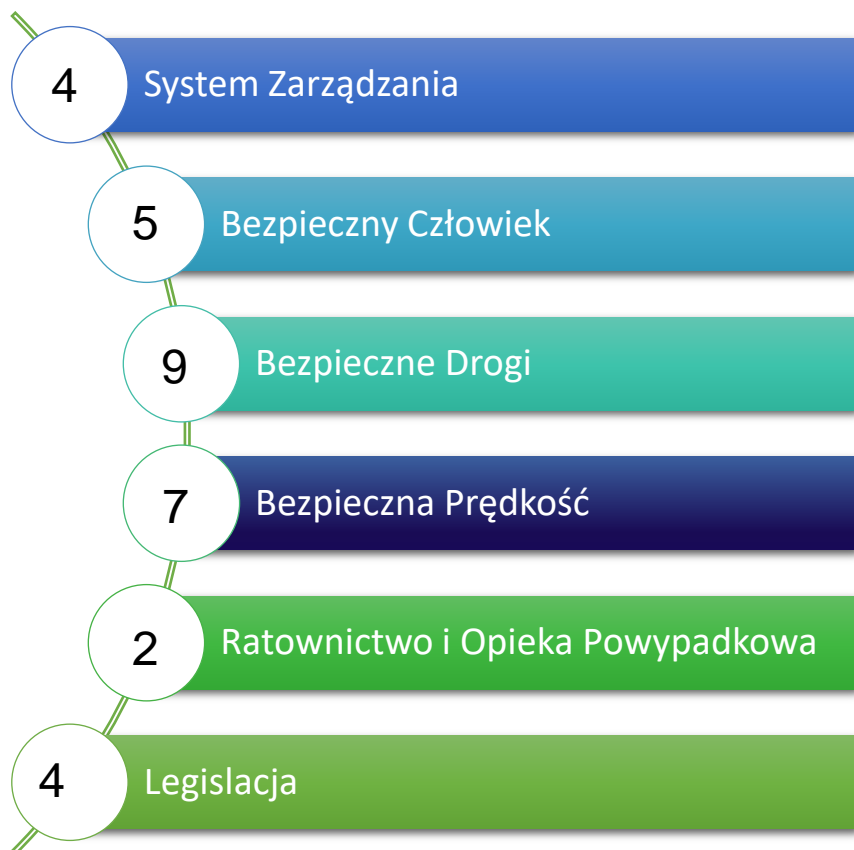 4 System Zarządzania
5 Bezpieczny Człowiek
9 Bezpieczne Drogi
7 Bezpieczna Prędkość
2 Ratownictwo i Opieka Powypadkowa
4 Legislacja